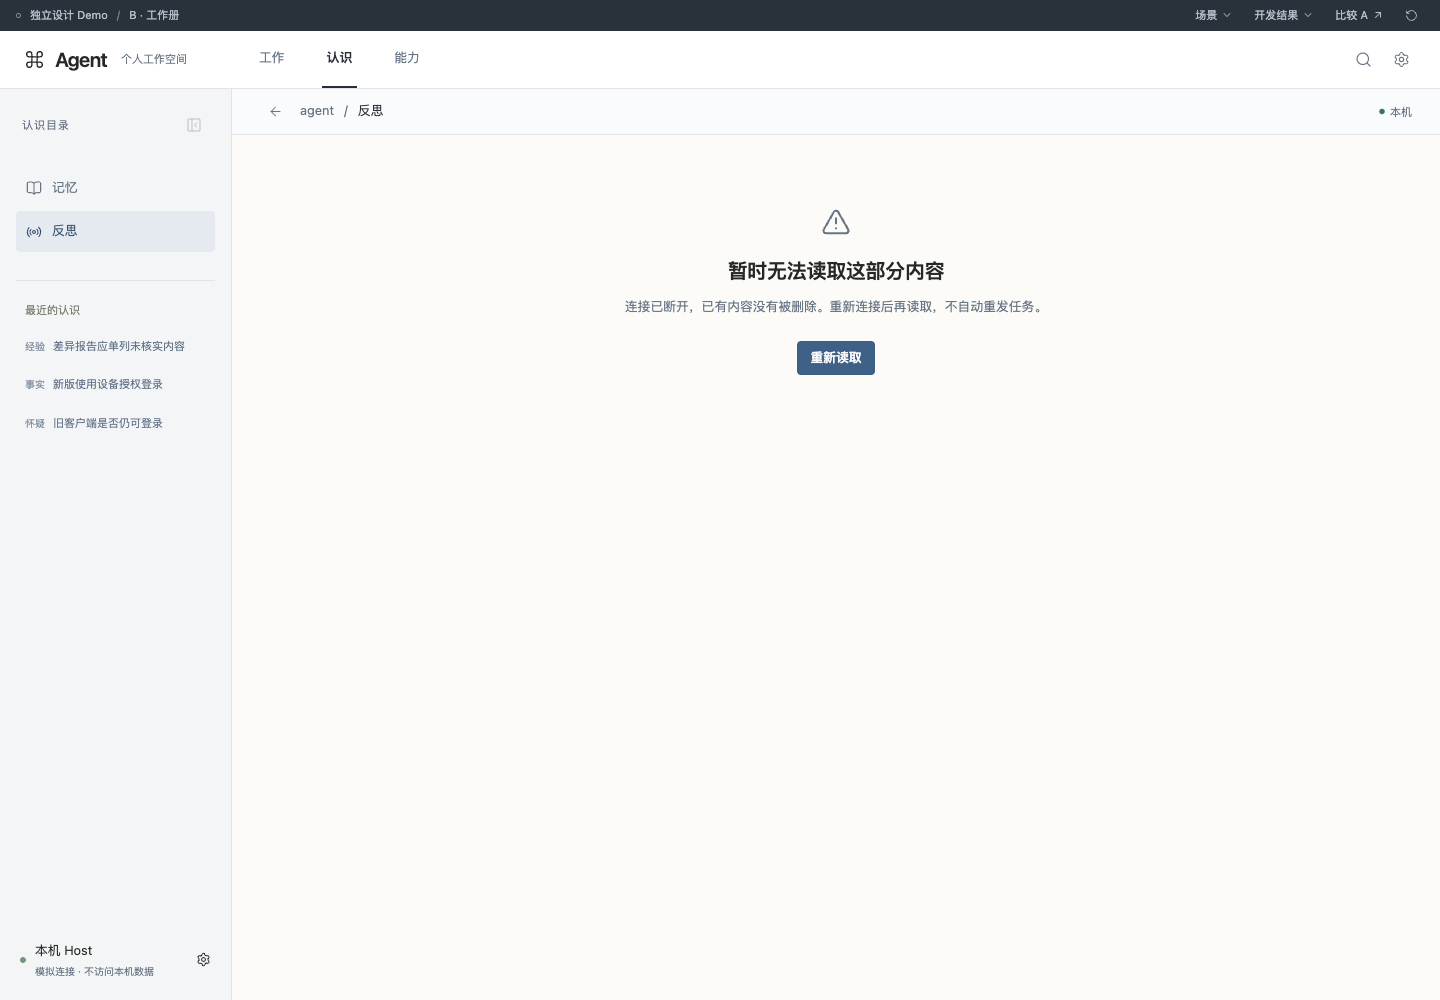 独立设计 Demo / B · 工作册
场景 开发结果 比较 A
Agent 个人工作空间 工作 认识 能力
认识目录
agent / 反思
本机
记忆
反思
最近的认识
经验 差异报告应单列未核实内容
事实 新版使用设备授权登录
怀疑 旧客户端是否仍可登录
暂时无法读取这部分内容
连接已断开，已有内容没有被删除。重新连接后再读取，不自动重发任务。
重新读取
本机 Host
模拟连接 · 不访问本机数据